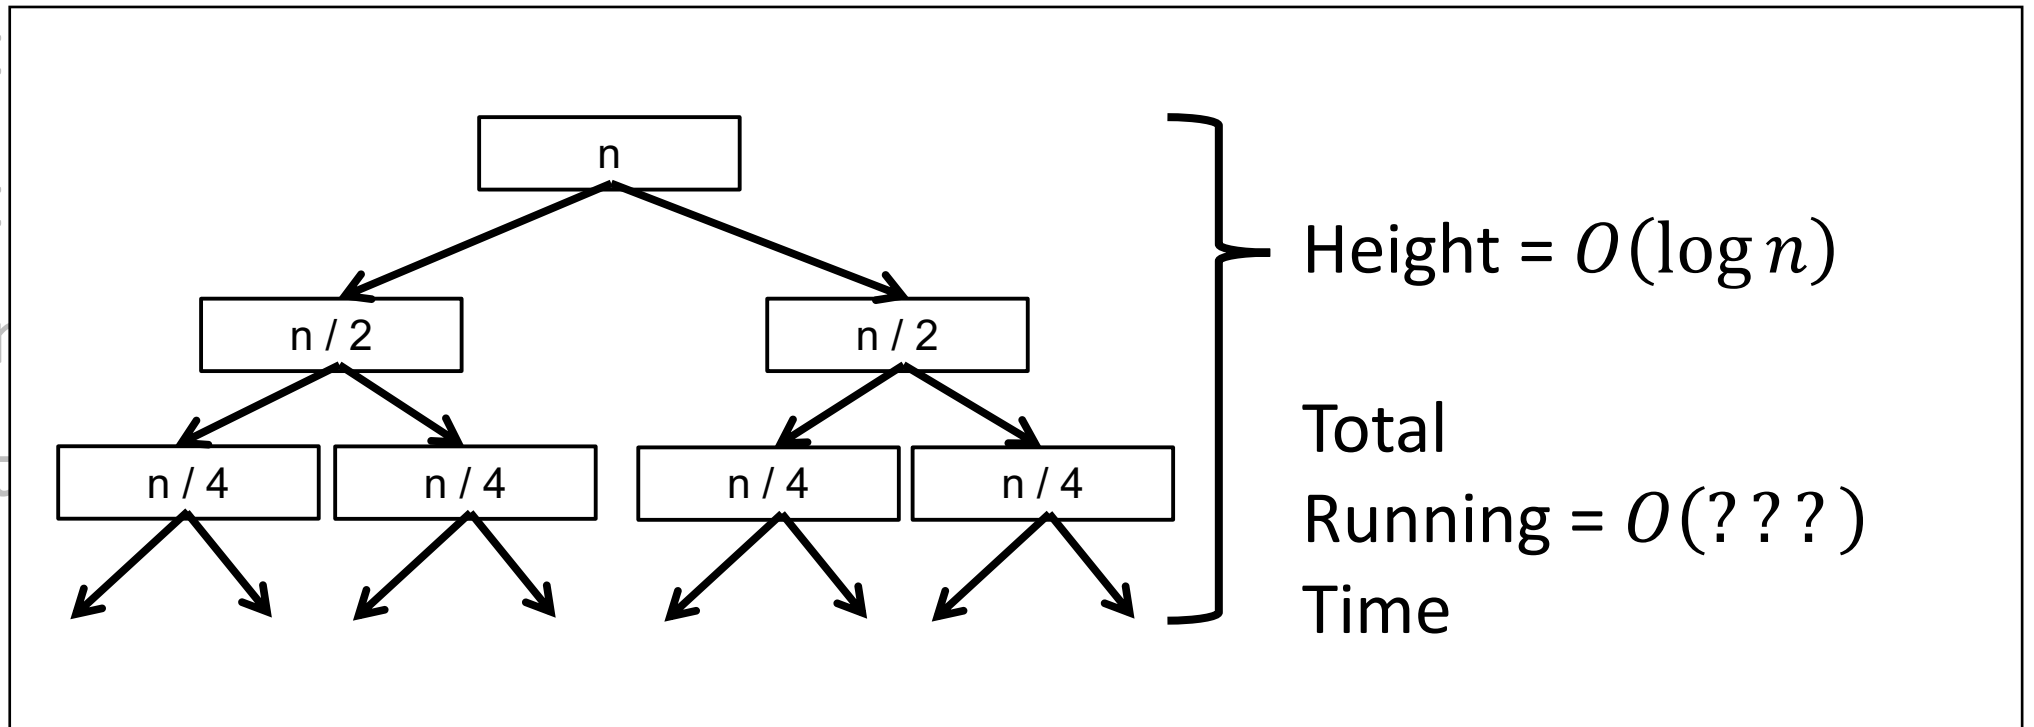 n
n / 2
n / 2
n / 4
n / 4
n / 4
n / 4
Height = O(log n)
Total
Running = O(???)
Time